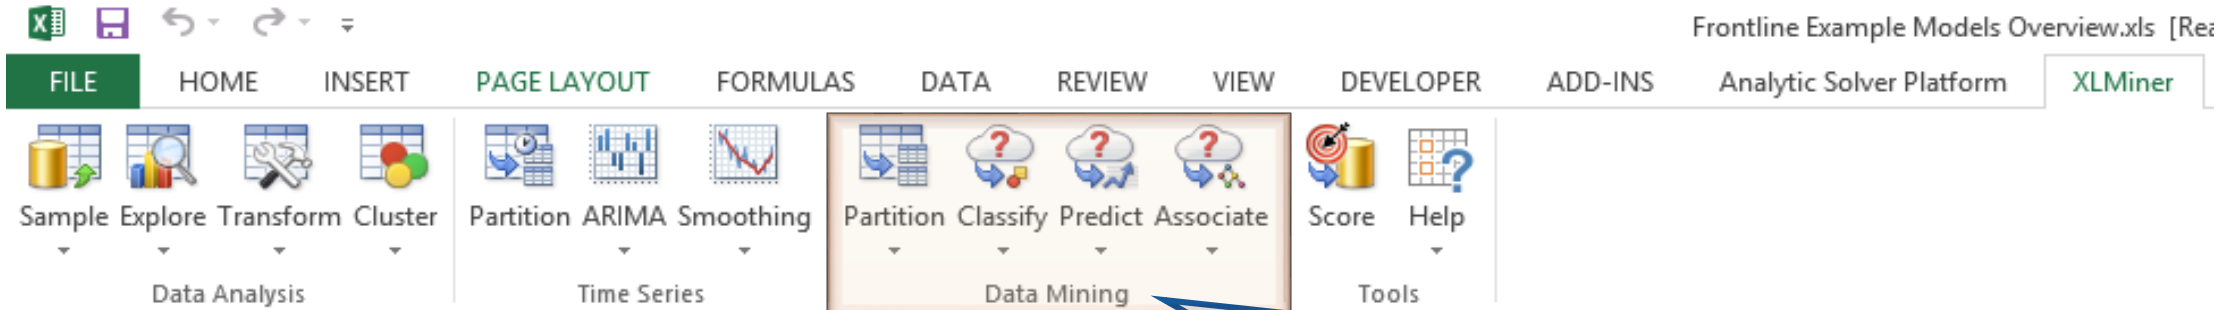 Frontline Example Models Overview.xls [Rea
FILE HOME INSERT PAGE LAYOUT FORMULAS DATA REVIEW VIEW DEVELOPER ADD-INS Analytic Solver Platform XLMiner
Sample Explore Transform Cluster Partition ARIMA Smoothing Partition Classify Predict Associate Score Help
Data Analysis Time Series Data Mining Tools